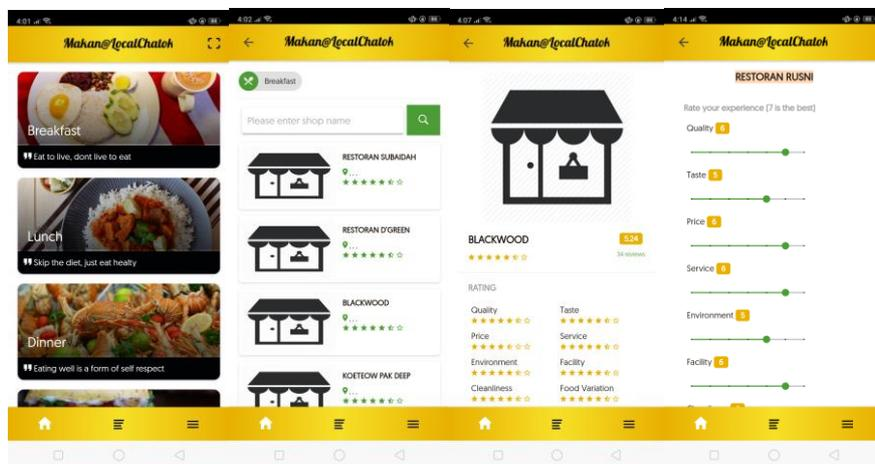 4:01
Makan@LocalChatok
Breakfast
Eat to live, dont live to eat
Lunch
Skip the diet, just eat healty
Dinner
Eating well is a form of self respect
4:02
Makan@LocalChatok
Breakfast
Please enter shop name
RESTORAN SUBAIDAH
...
RESTORAN D'GREEN
...
BLACKWOOD
...
KOETEOW PAK DEEP
...
4:07
Makan@LocalChatok
BLACKWOOD 5.24
34 reviews
RATING
Quality Taste
Price Service
Environment Facility
Cleanliness Food Variation
4:14
Makan@LocalChatok
RESTORAN RUSNI
Rate your experience (7 is the best)
Quality 6
Taste 5
Price 6
Service 6
Environment 5
Facility 6